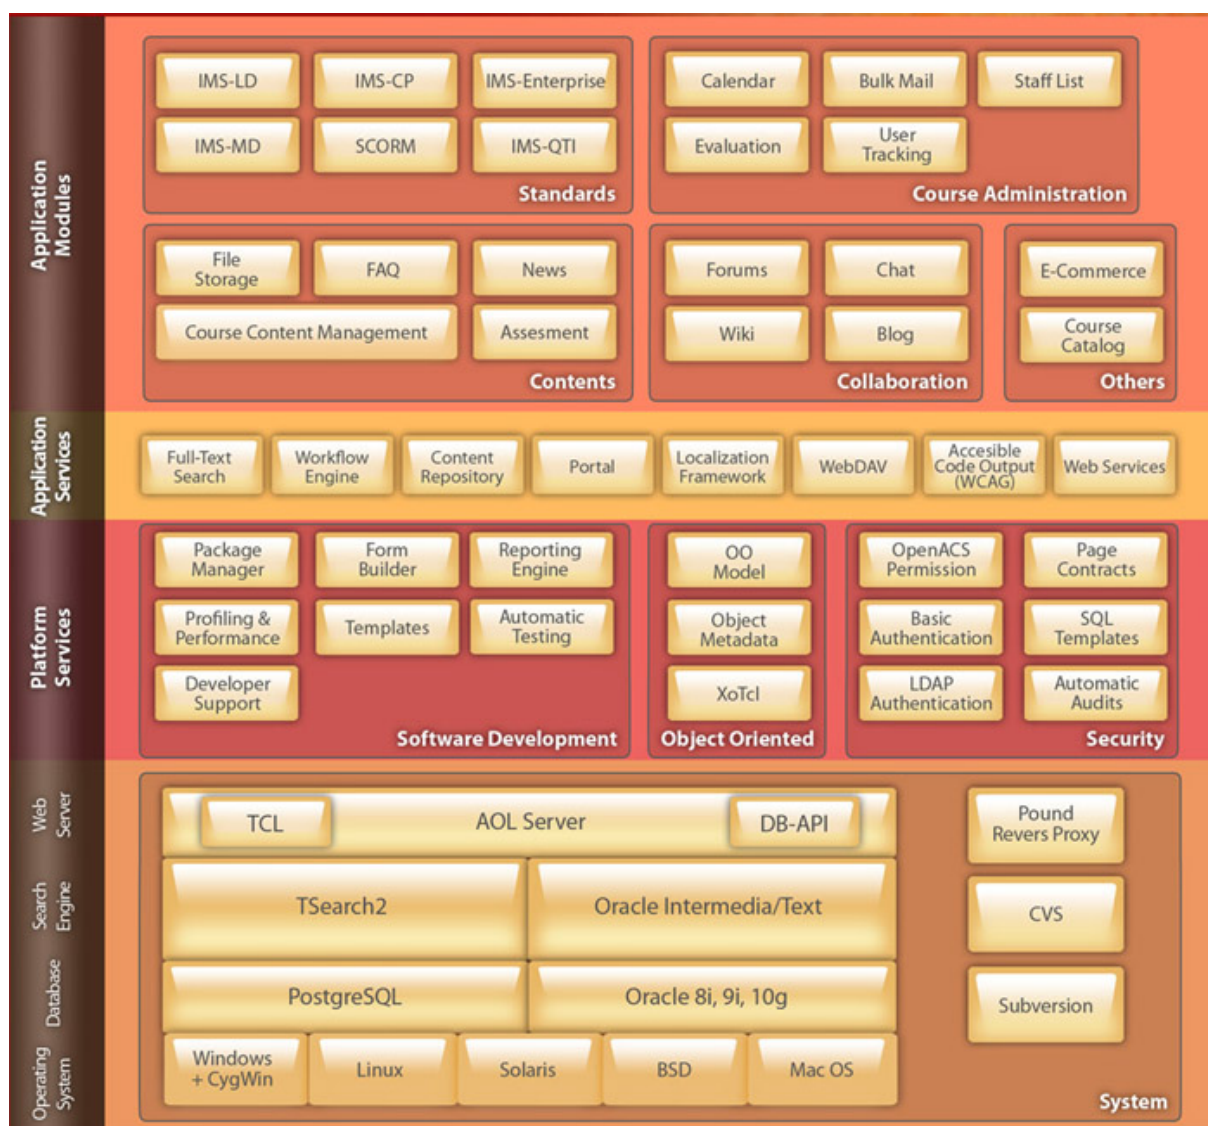 Application
Modules
IMS-LD
IMS-CP
IMS-Enterprise
IMS-MD
SCORM
IMS-QTI
Standards
Calendar
Bulk Mail
Staff List
Evaluation
User
Tracking
Course Administration
File
Storage
FAQ
News
Course Content Management
Assesment
Contents
Forums
Chat
Wiki
Blog
Collaboration
E-Commerce
Course
Catalog
Others
Application
Services
Full-Text
Search
Workflow
Engine
Content
Repository
Portal
Localization
Framework
WebDAV
Accesible
Code Output
(WCAG)
Web Services
Platform
Services
Package
Manager
Form
Builder
Reporting
Engine
Profiling &
Performance
Templates
Automatic
Testing
Developer
Support
Software Development
OO
Model
Object
Metadata
XoTcl
Object Oriented
OpenACS
Permission
Page
Contracts
Basic
Authentication
SQL
Templates
LDAP
Authentication
Automatic
Audits
Security
Web
Server
TCL
AOL Server
DB-API
Pound
Revers Proxy
Search
Engine
TSearch2
Oracle Intermedia/Text
CVS
Database
PostgreSQL
Oracle 8i, 9i, 10g
Subversion
Operating
System
Windows
+ CygWin
Linux
Solaris
BSD
Mac OS
System